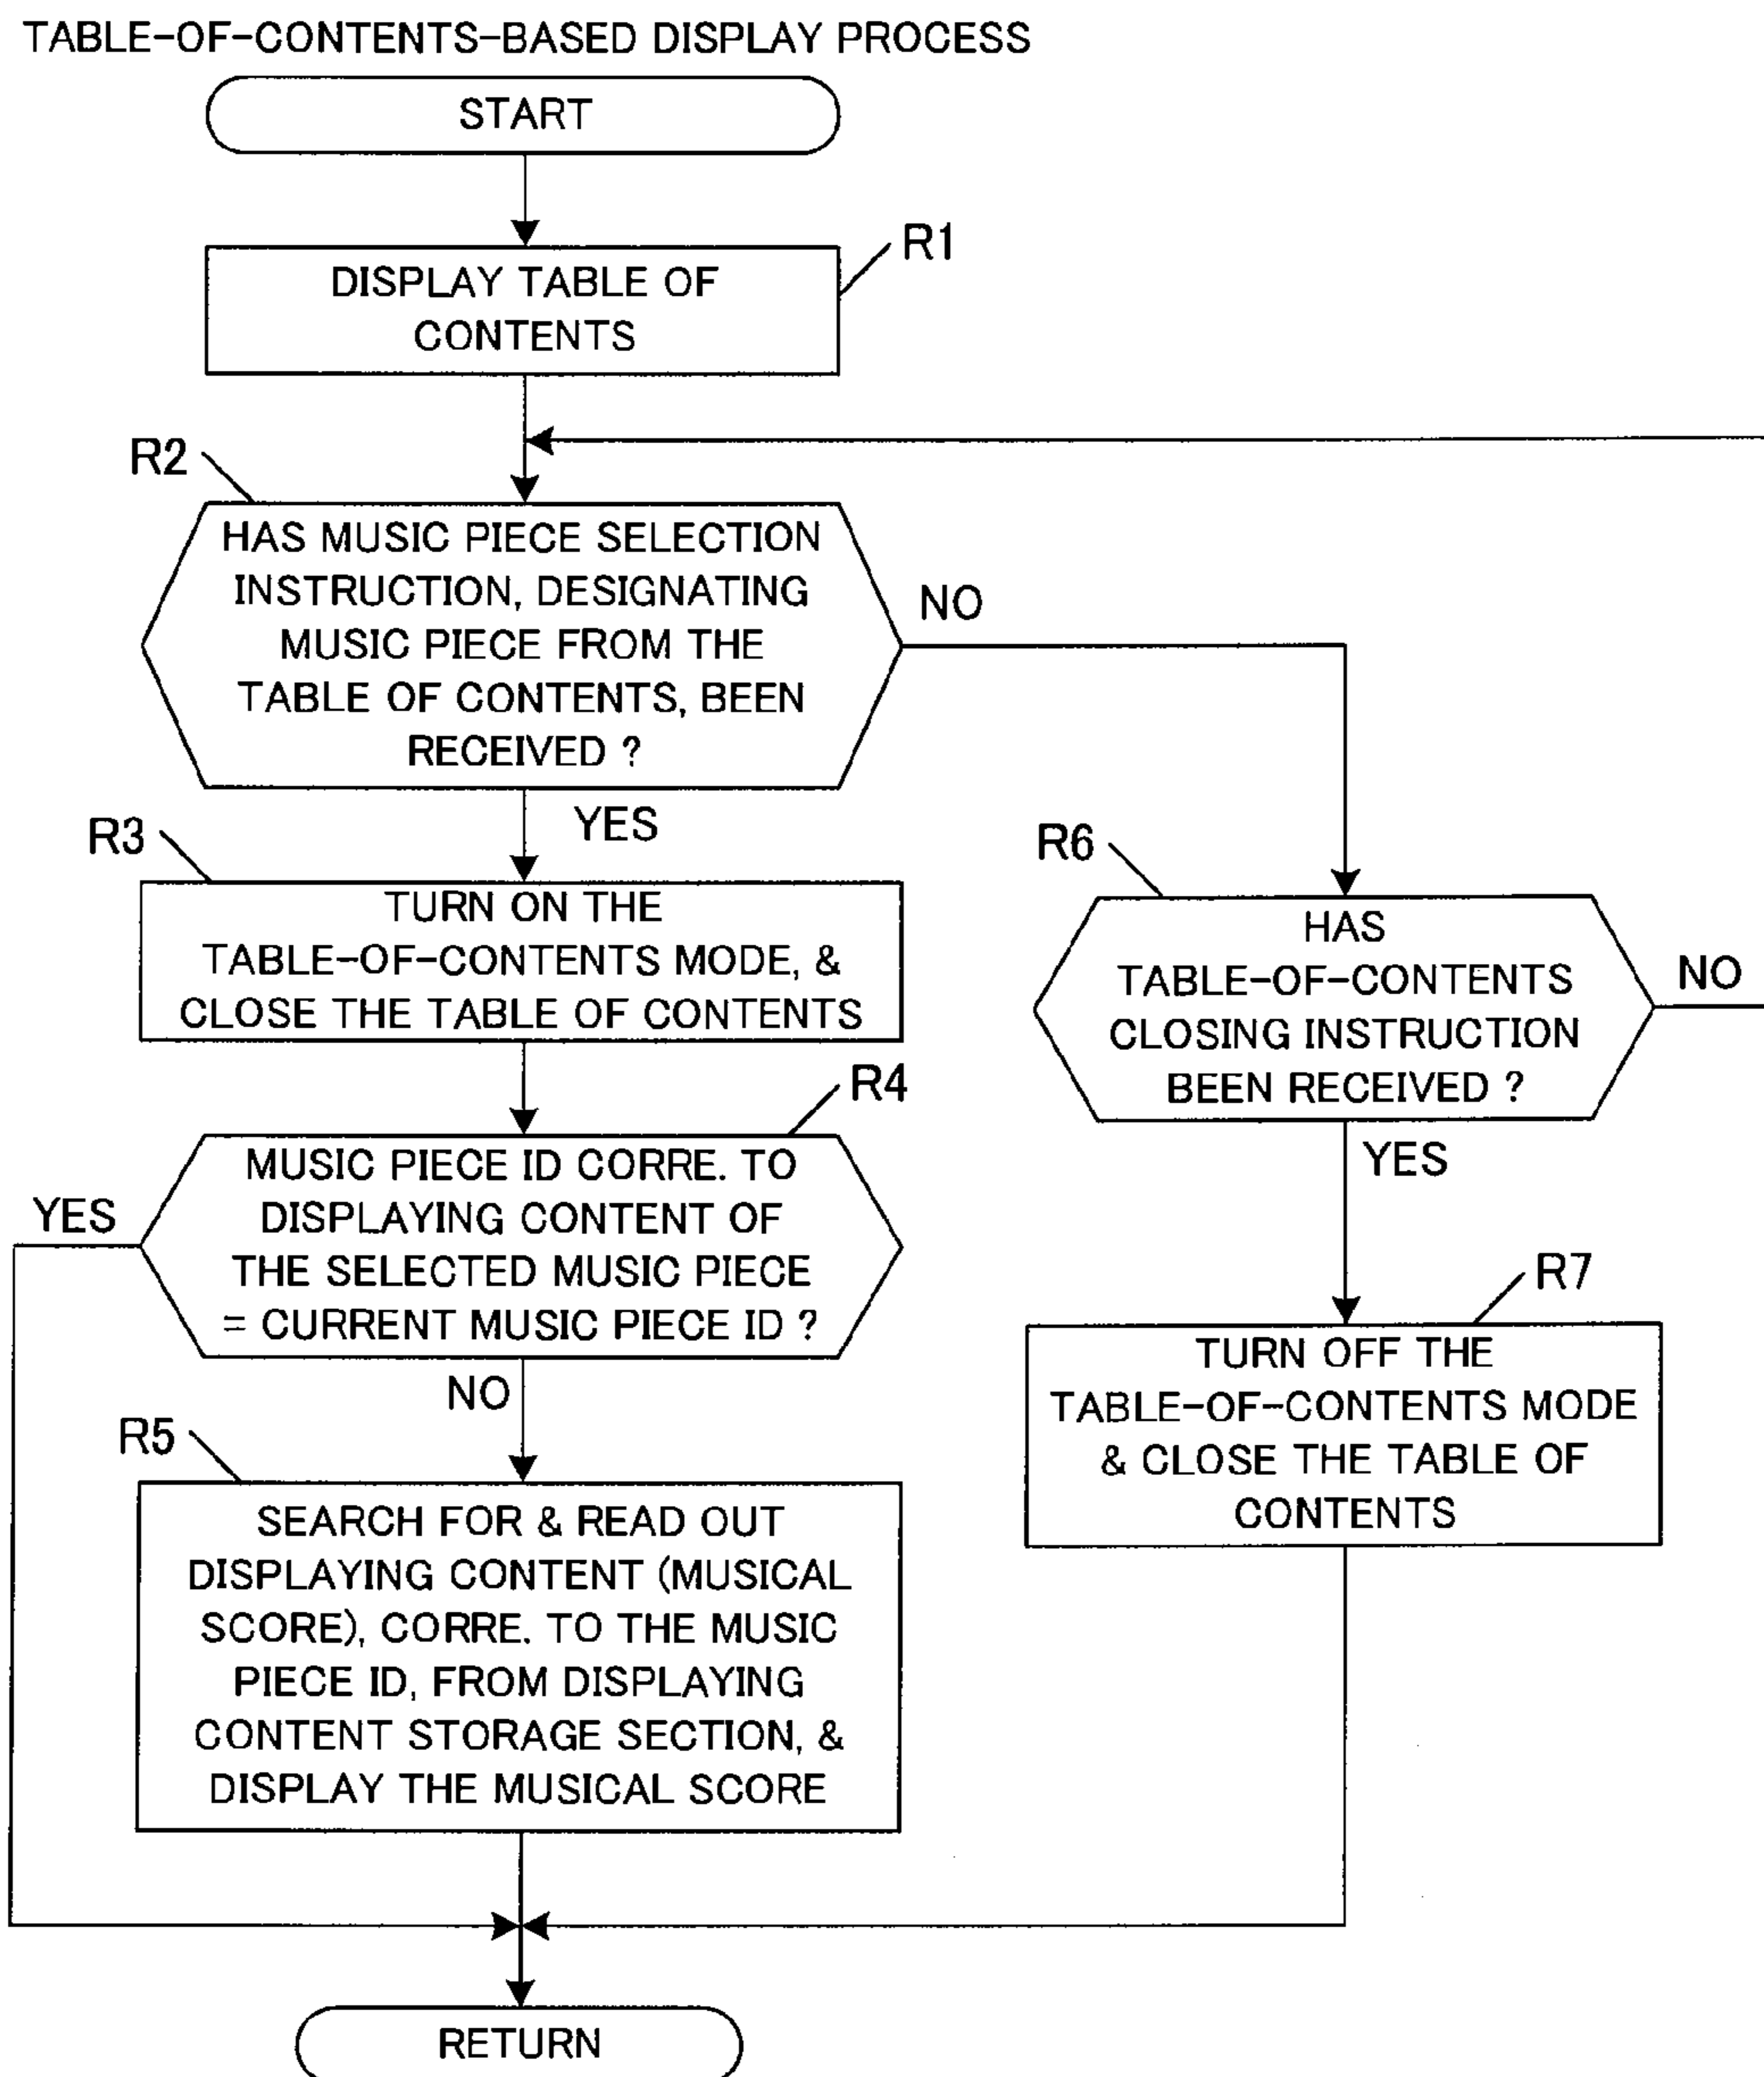 TABLE-OF-CONTENTS-BASED DISPLAY PROCESS
START
R1
DISPLAY TABLE OF
CONTENTS
R2
HAS MUSIC PIECE SELECTION
INSTRUCTION, DESIGNATING
MUSIC PIECE FROM THE
TABLE OF CONTENTS, BEEN
RECEIVED ?
NO
YES
R3
TURN ON THE
TABLE-OF-CONTENTS MODE, &
CLOSE THE TABLE OF CONTENTS
R4
MUSIC PIECE ID CORRE. TO
DISPLAYING CONTENT OF
THE SELECTED MUSIC PIECE
= CURRENT MUSIC PIECE ID ?
YES
NO
R5
SEARCH FOR & READ OUT
DISPLAYING CONTENT (MUSICAL
SCORE), CORRE. TO THE MUSIC
PIECE ID, FROM DISPLAYING
CONTENT STORAGE SECTION, &
DISPLAY THE MUSICAL SCORE
R6
HAS
TABLE-OF-CONTENTS
CLOSING INSTRUCTION
BEEN RECEIVED ?
NO
YES
R7
TURN OFF THE
TABLE-OF-CONTENTS MODE
& CLOSE THE TABLE OF
CONTENTS
RETURN